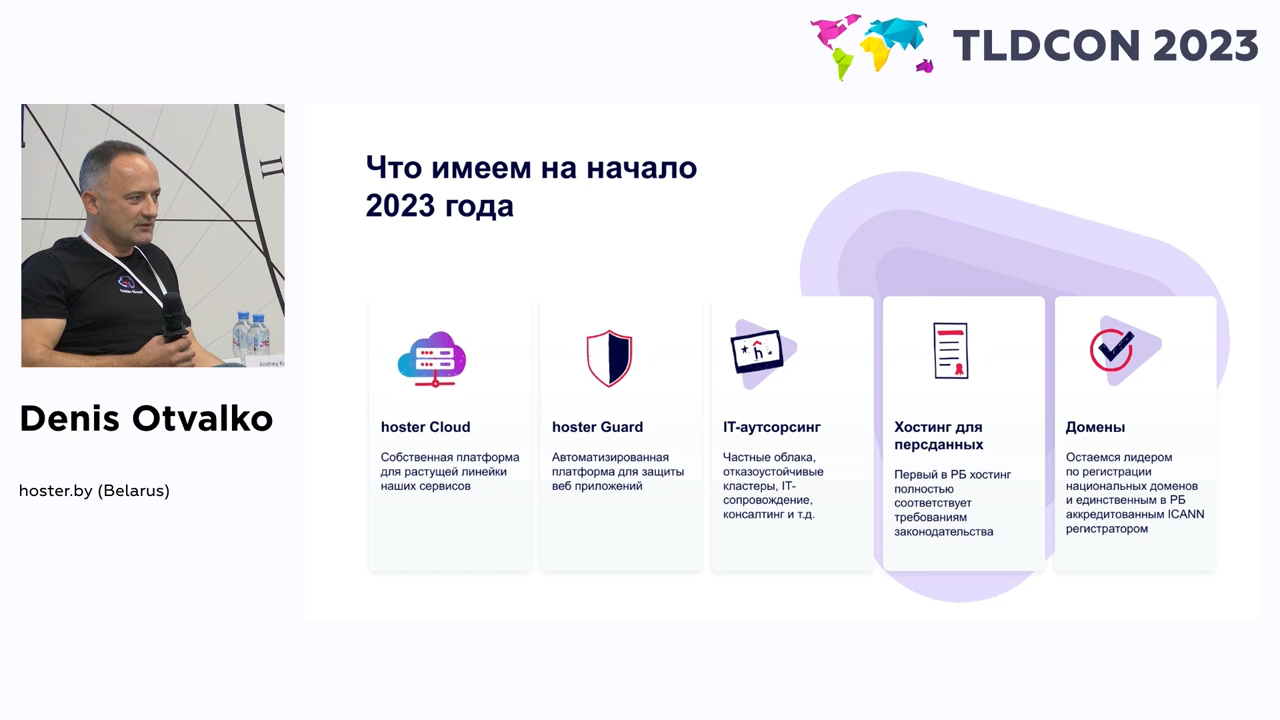 TLDCON 2023
Что имеем на начало
2023 года
hoster Cloud
Собственная платформа
для растущей линейки
наших сервисов
hoster Guard
Автоматизированная
платформа для защиты
веб приложений
IT-аутсорсинг
Частные облака,
отказоустойчивые
кластеры, IT-
сопровождение,
консалтинг и т.д.
Хостинг для
персданных
Первый в РБ хостинг
полностью
соответствует
требованиям
законодательства
Домены
Остаемся лидером
по регистрации
национальных доменов
и единственным в РБ
аккредитованным ICANN
регистратором
Denis Otvalko
hoster.by (Belarus)